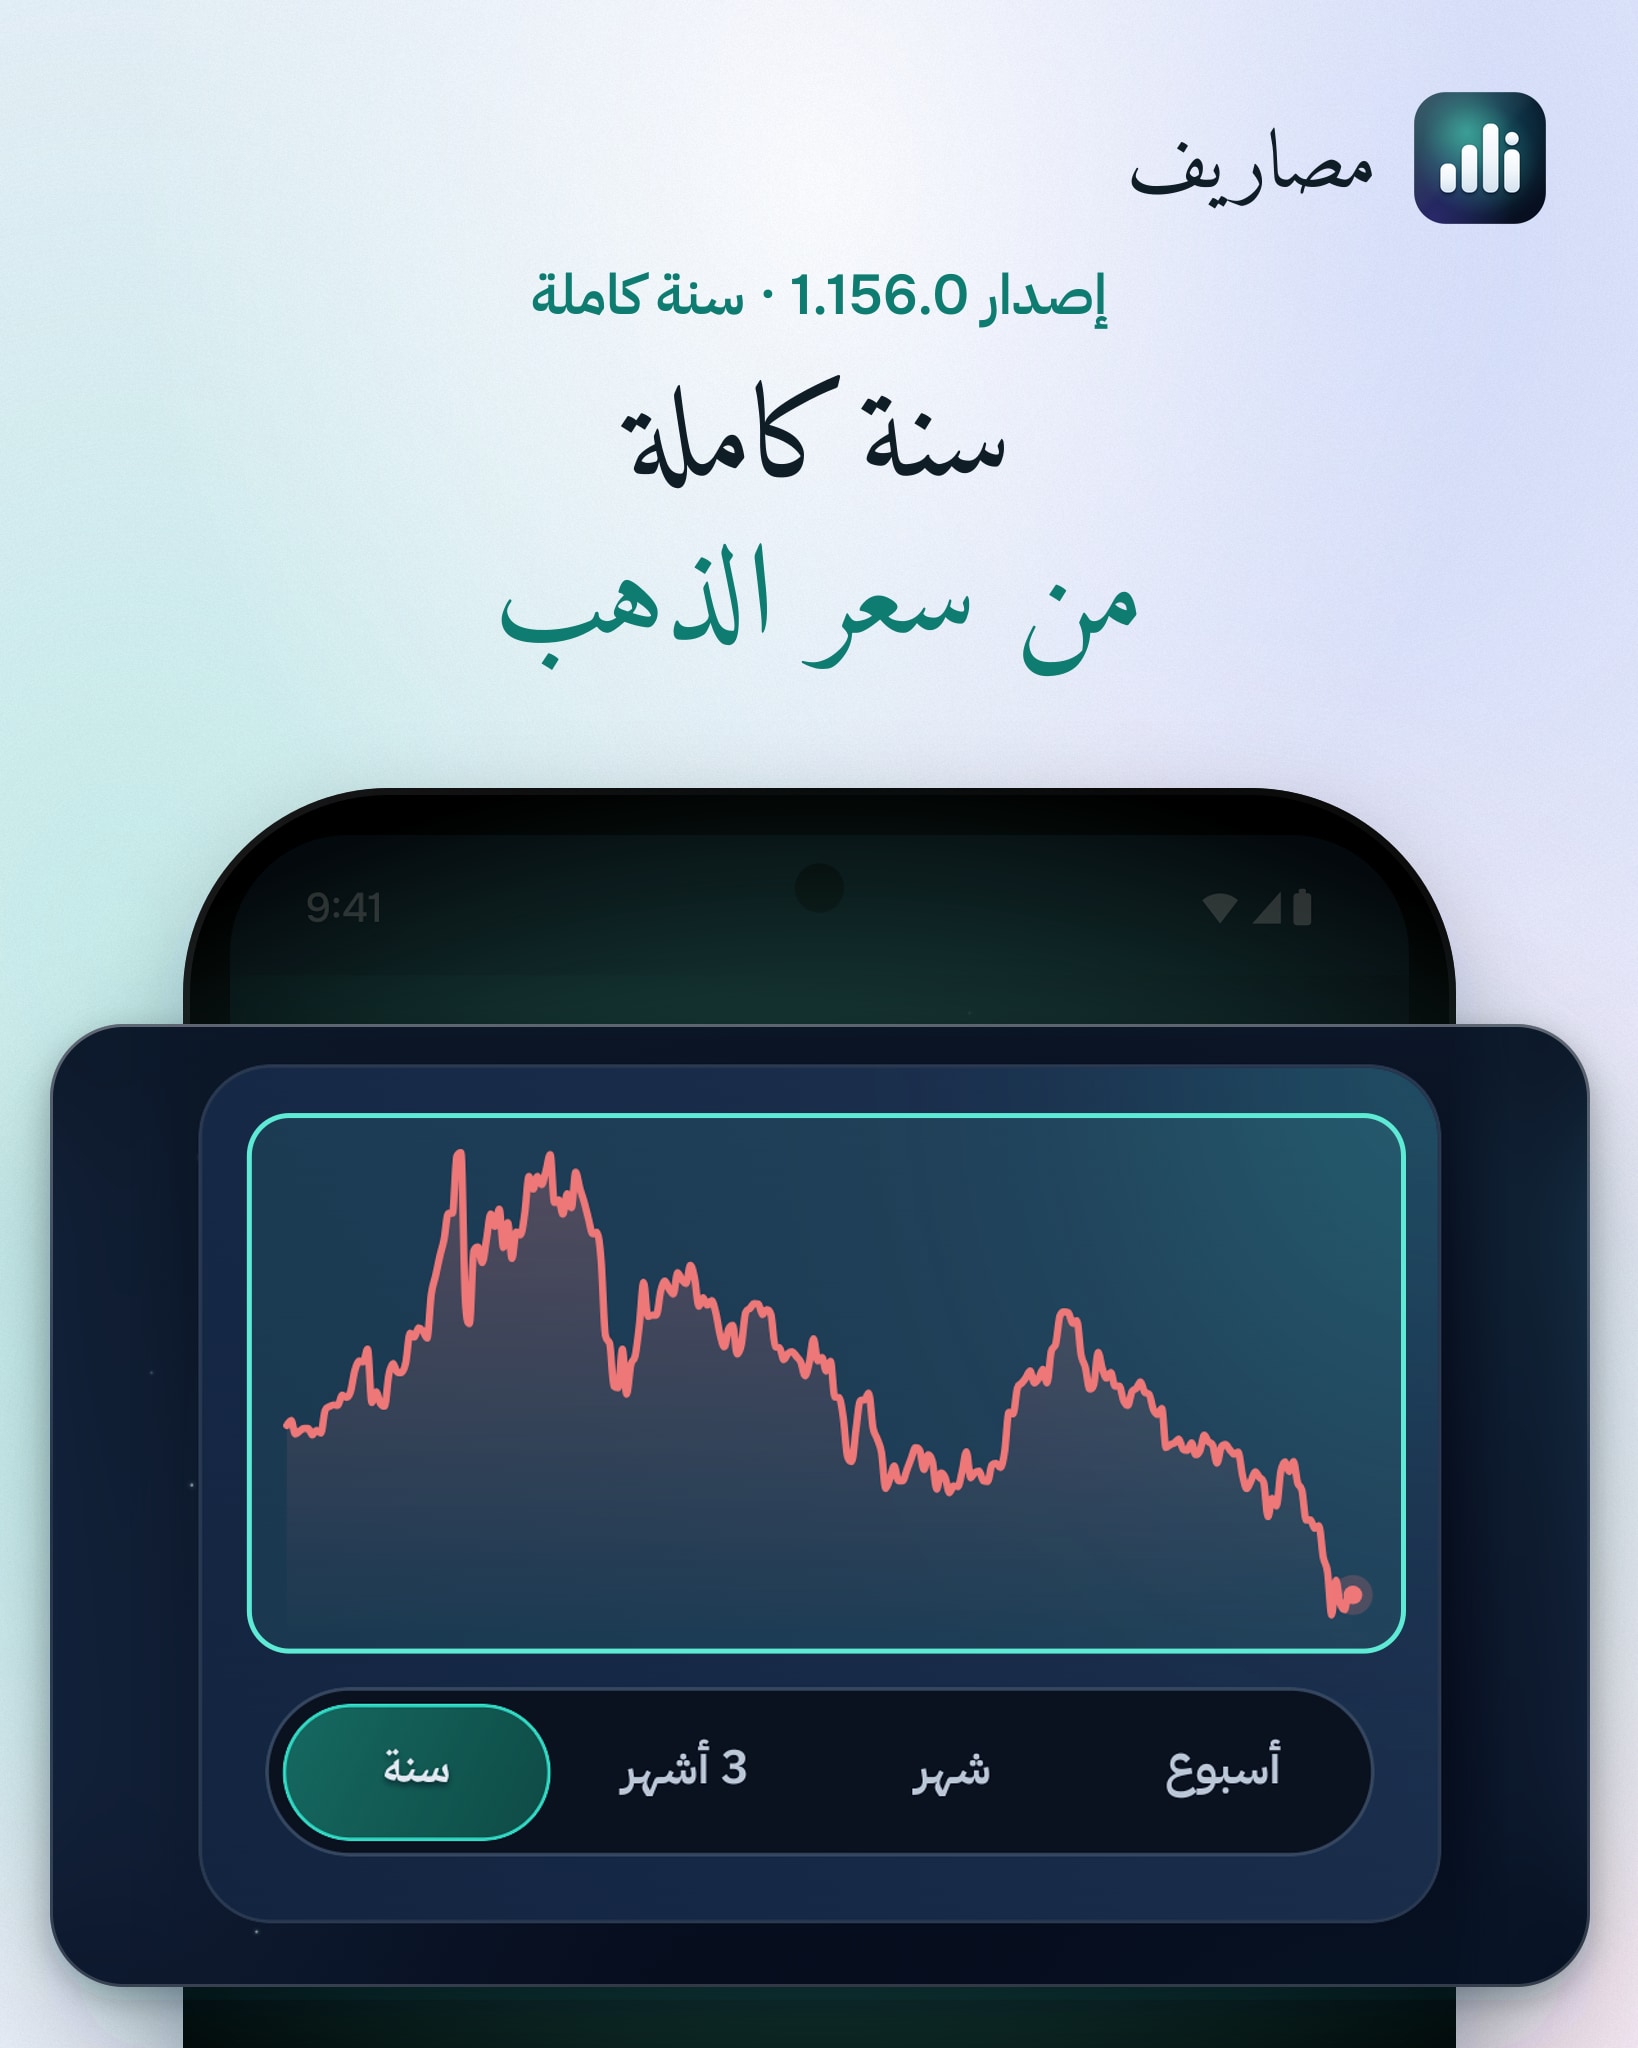 مصاريف
إصدار 1.156.0 · سنة كاملة
سنة كاملة
من سعر الذهب
9:41
أسبوع
شهر
3 أشهر
سنة